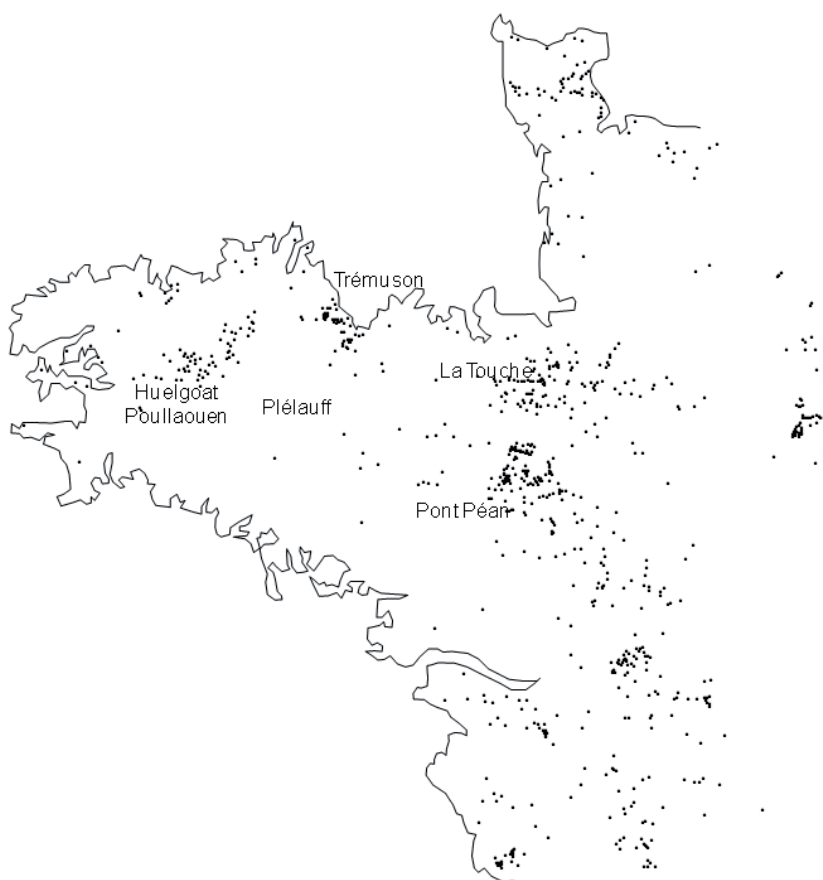 Trémuson
La Touche
Huelgoat
Poullaouen
Plélauff
Pont Péan